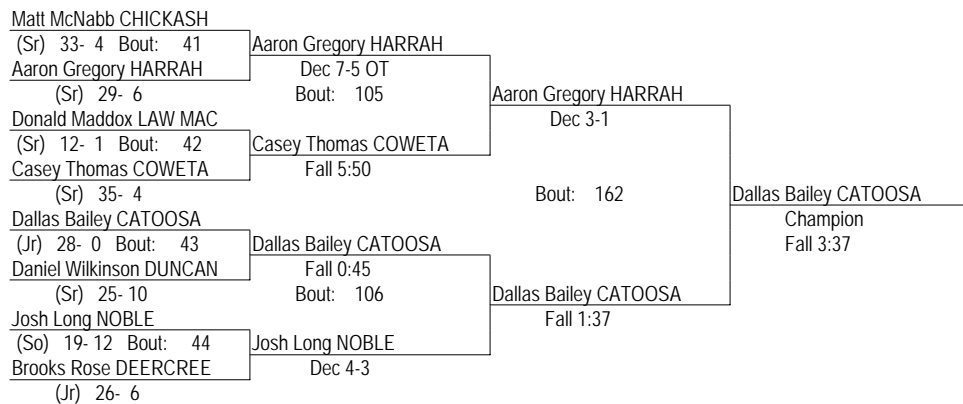 Matt McNabb CHICKASH
(Sr) 33- 4 Bout: 41
Aaron Gregory HARRAH
(Sr) 29- 6
Donald Maddox LAW MAC
(Sr) 12- 1 Bout: 42
Casey Thomas COWETA
(Sr) 35- 4
Dallas Bailey CATOOSA
(Jr) 28- 0 Bout: 43
Daniel Wilkinson DUNCAN
(Sr) 25- 10
Josh Long NOBLE
(So) 19- 12 Bout: 44
Brooks Rose DEERCREE
(Jr) 26- 6
Aaron Gregory HARRAH
Dec 7-5 OT
Bout: 105
Casey Thomas COWETA
Fall 5:50
Dallas Bailey CATOOSA
Fall 0:45
Bout: 106
Josh Long NOBLE
Dec 4-3
Aaron Gregory HARRAH
Dec 3-1
Bout: 162
Dallas Bailey CATOOSA
Fall 1:37
Dallas Bailey CATOOSA
Champion
Fall 3:37